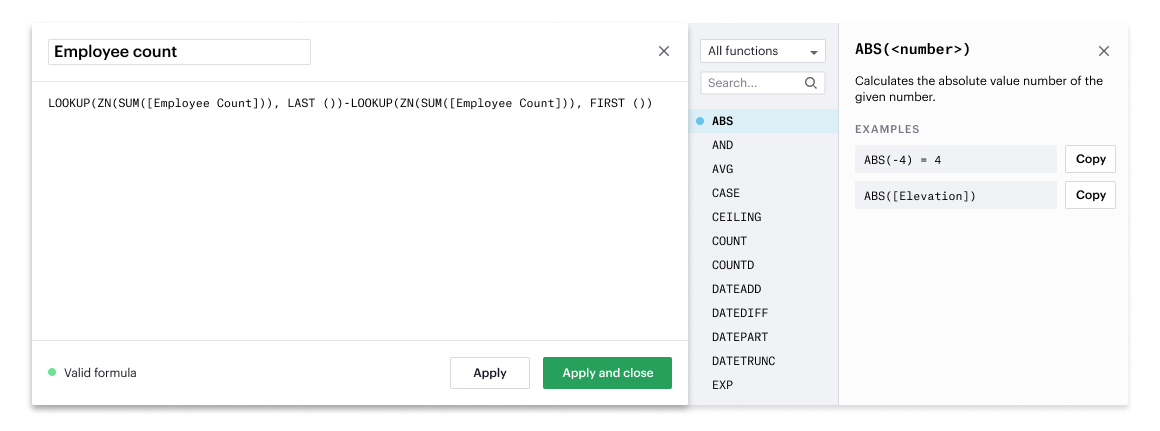 Employee count
LOOKUP(ZN(SUM([Employee Count])), LAST ())-LOOKUP(ZN(SUM([Employee Count])), FIRST ())
Valid formula
Apply
Apply and close
All functions
Search...
ABS
AND
AVG
CASE
CEILING
COUNT
COUNTD
DATEADD
DATEDIFF
DATEPART
DATETRUNC
EXP
ABS(<number>)
Calculates the absolute value number of the
given number.
EXAMPLES
ABS(-4) = 4
Copy
ABS([Elevation])
Copy